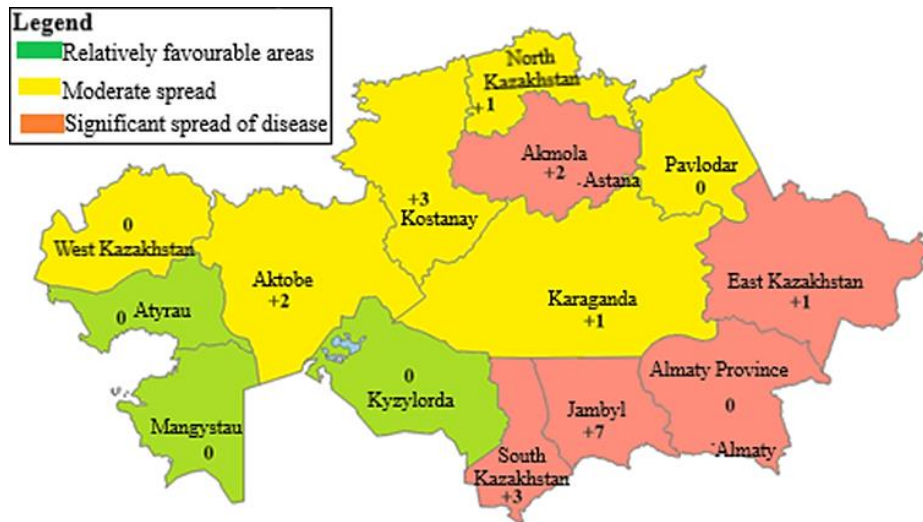 Legend
Relatively favourable areas
Moderate spread
Significant spread of disease
North
Kazakhstan
+1
Akmola
+2
-Astana
Pavlodar
0
+3
Kostanay
0
West Kazakhstan
Aktobe
+2
Atyrau
0
Karaganda
+1
East Kazakhstan
+1
Almaty Province
0
·Almaty
0
Kyzylorda
Jambyl
+7
Mangystau
0
South
Kazakhstan
+3